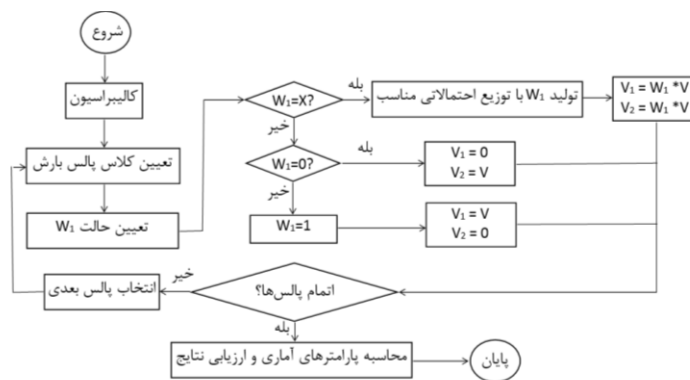 شروع
کالیبراسیون
تعیین کلاس پالس بارش
تعیین حالت W₁
W₁=X?
بله
تولید W₁ با توزیع احتمالاتی مناسب
V₁ = W₁ *V
V₂ = W₁ *V
خیر
W₁=0?
بله
V₁ = 0
V₂ = V
خیر
W₁=1
V₁ = V
V₂ = 0
اتمام پالس‌ها؟
خیر
انتخاب پالس بعدی
بله
محاسبه پارامترهای آماری و ارزیابی نتایج
پایان